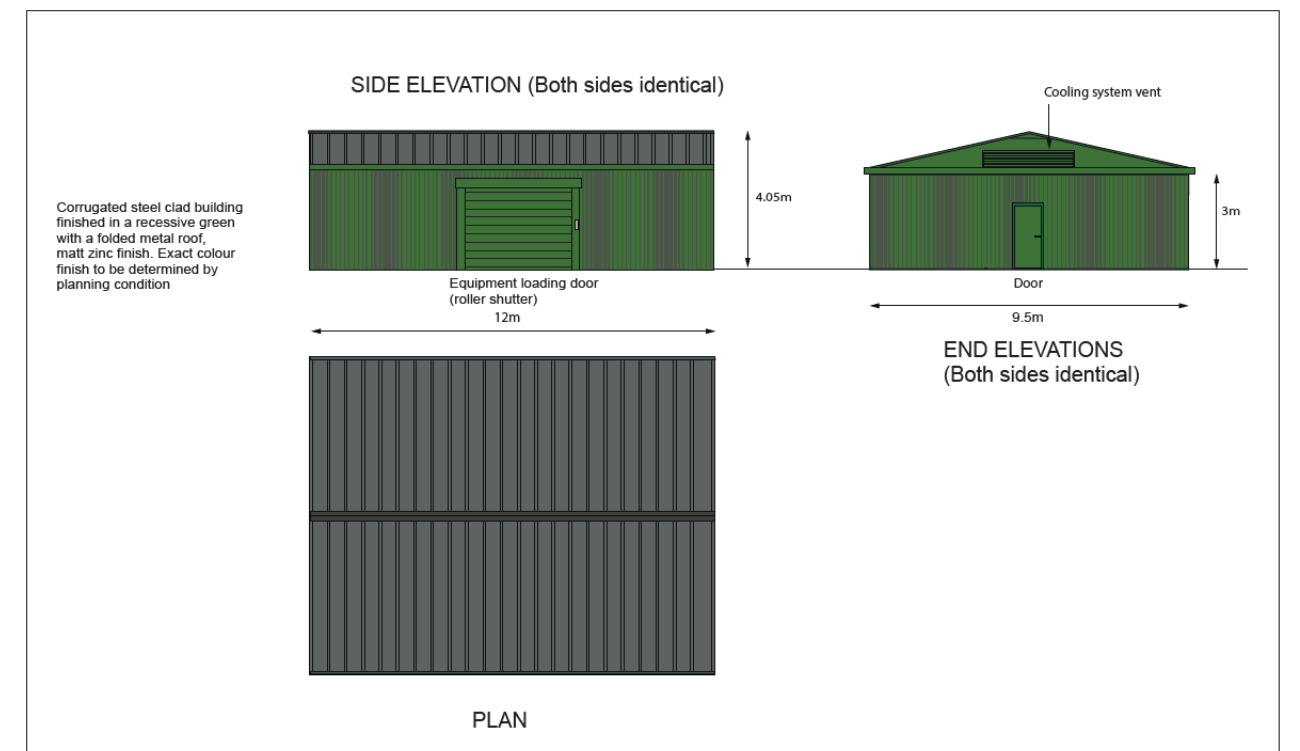 SIDE ELEVATION (Both sides identical)
Cooling system vent
4.05m
3m
Corrugated steel clad building
finished in a recessive green
with a folded metal roof,
matt zinc finish. Exact colour
finish to be determined by
planning condition
Equipment loading door
(roller shutter)
12m
Door
9.5m
END ELEVATIONS
(Both sides identical)
PLAN